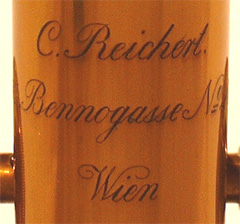 C. Reichert.
Bennogasse No
Wien